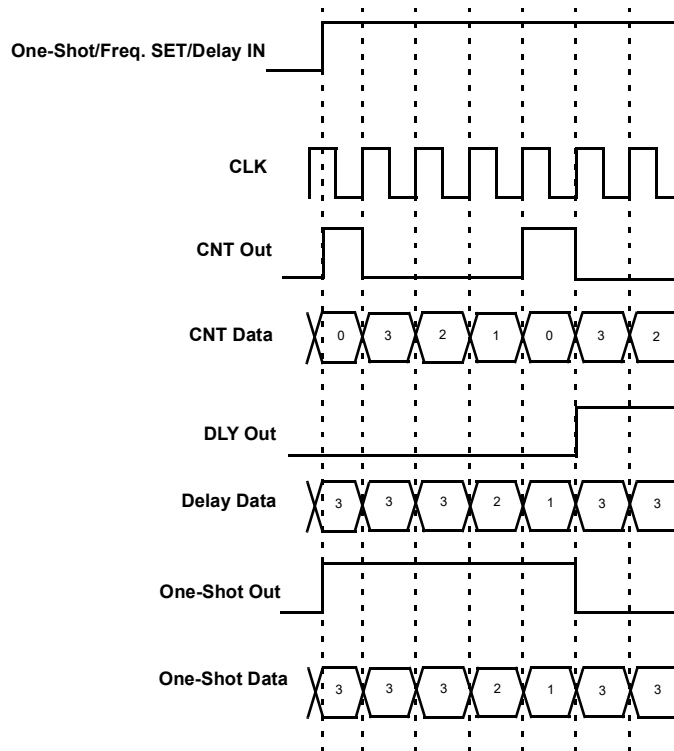 One-Shot/Freq. SET/Delay IN
CLK
CNT Out
CNT Data 0 3 2 1 0 3 2
DLY Out
Delay Data 3 3 3 2 1 3 3
One-Shot Out
One-Shot Data 3 3 3 2 1 3 3